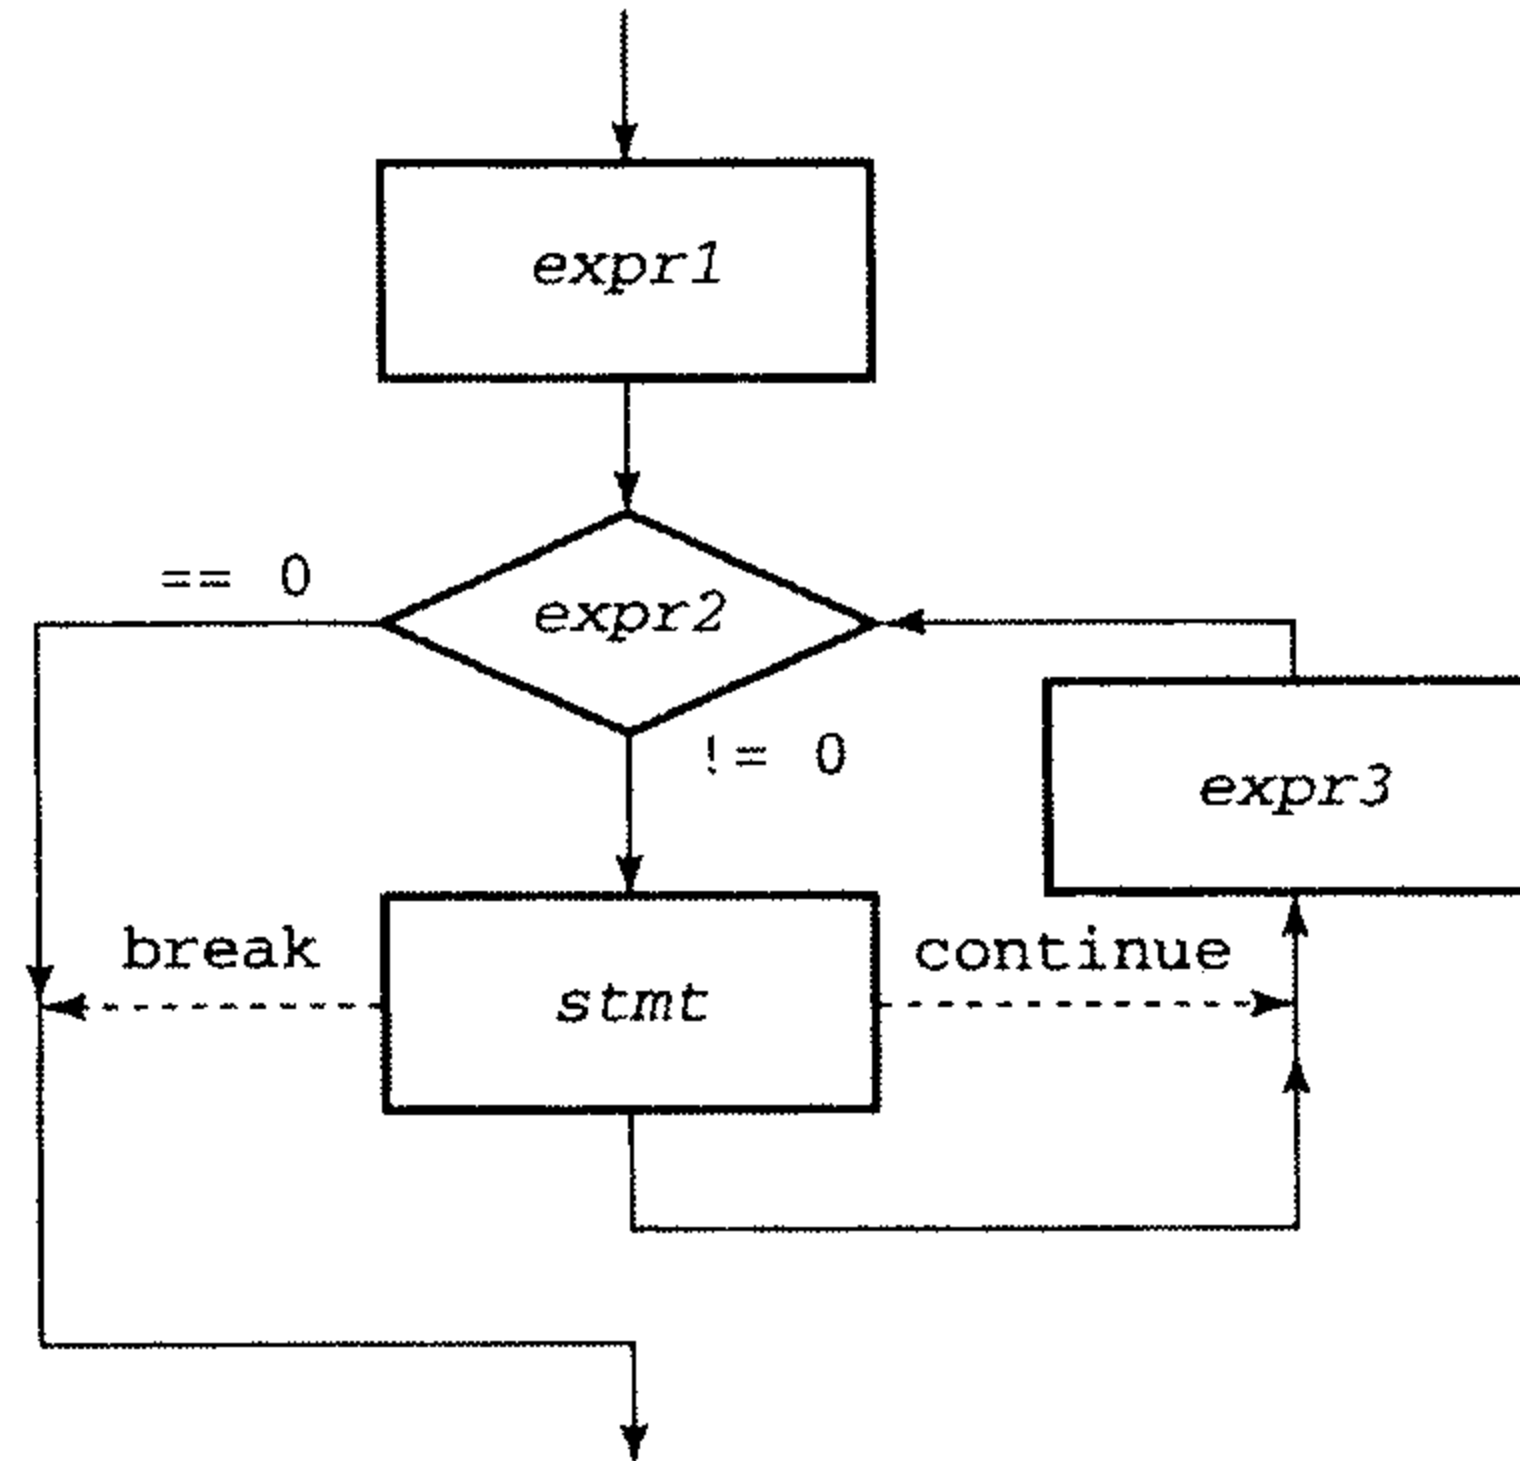 expr1
== 0
expr2
!= 0
expr3
break
stmt
continue